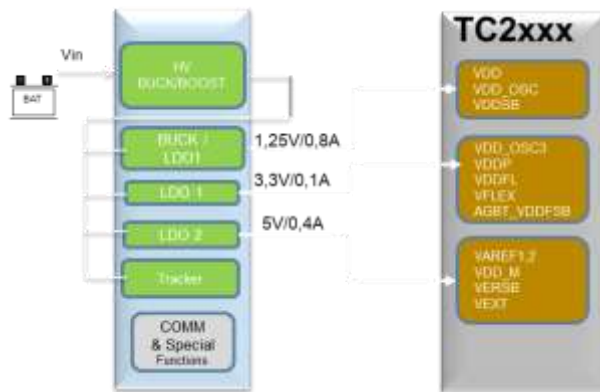 Vin
BAT
HV
BUCK/BOOST
BUCK /
LDO1
1,25V/0,8A
LDO 1
3,3V/0,1A
LDO 2
5V/0,4A
Tracker
COMM
& Special
Functions
TC2xxx
VDD
VDD_OSC
VDDSB
VDD_OSC3
VDDP
VDDFL
VFLEX
AGBT_VDDFSB
VAREF1,2
VDD_M
VERSB
VEXT